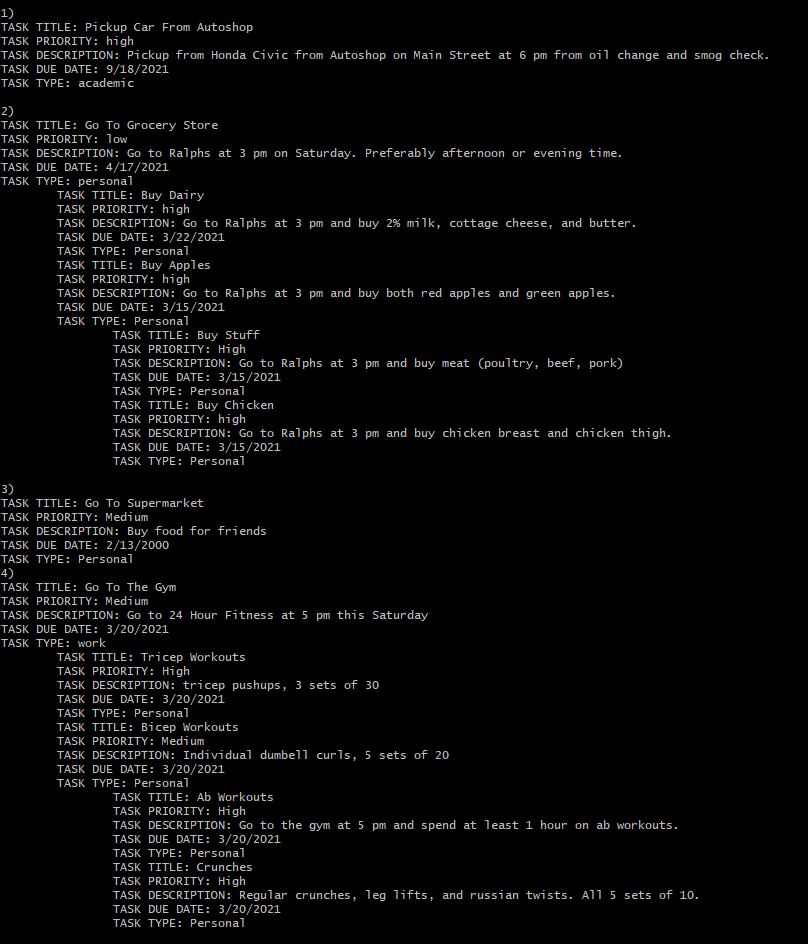 1)
TASK TITLE: Pickup Car From Autoshop
TASK PRIORITY: high
TASK DESCRIPTION: Pickup from Honda Civic from Autoshop on Main Street at 6 pm from oil change and smog check.
TASK DUE DATE: 9/18/2021
TASK TYPE: academic
2)
TASK TITLE: Go To Grocery Store
TASK PRIORITY: low
TASK DESCRIPTION: Go to Ralphs at 3 pm on Saturday. Preferably afternoon or evening time.
TASK DUE DATE: 4/17/2021
TASK TYPE: personal
TASK TITLE: Buy Dairy
TASK PRIORITY: high
TASK DESCRIPTION: Go to Ralphs at 3 pm and buy 2% milk, cottage cheese, and butter.
TASK DUE DATE: 3/22/2021
TASK TYPE: Personal
TASK TITLE: Buy Apples
TASK PRIORITY: high
TASK DESCRIPTION: Go to Ralphs at 3 pm and buy both red apples and green apples.
TASK DUE DATE: 3/15/2021
TASK TYPE: Personal
TASK TITLE: Buy Stuff
TASK PRIORITY: High
TASK DESCRIPTION: Go to Ralphs at 3 pm and buy meat (poultry, beef, pork)
TASK DUE DATE: 3/15/2021
TASK TYPE: Personal
TASK TITLE: Buy Chicken
TASK PRIORITY: high
TASK DESCRIPTION: Go to Ralphs at 3 pm and buy chicken breast and chicken thigh.
TASK DUE DATE: 3/15/2021
TASK TYPE: Personal
3)
TASK TITLE: Go To Supermarket
TASK PRIORITY: Medium
TASK DESCRIPTION: Buy food for friends
TASK DUE DATE: 2/13/2000
TASK TYPE: Personal
4)
TASK TITLE: Go To The Gym
TASK PRIORITY: Medium
TASK DESCRIPTION: Go to 24 Hour Fitness at 5 pm this Saturday
TASK DUE DATE: 3/20/2021
TASK TYPE: work
TASK TITLE: Tricep Workouts
TASK PRIORITY: High
TASK DESCRIPTION: tricep pushups, 3 sets of 30
TASK DUE DATE: 3/20/2021
TASK TYPE: Personal
TASK TITLE: Bicep Workouts
TASK PRIORITY: Medium
TASK DESCRIPTION: Individual dumbell curls, 5 sets of 20
TASK DUE DATE: 3/20/2021
TASK TYPE: Personal
TASK TITLE: Ab Workouts
TASK PRIORITY: High
TASK DESCRIPTION: Go to the gym at 5 pm and spend at least 1 hour on ab workouts.
TASK DUE DATE: 3/20/2021
TASK TYPE: Personal
TASK TITLE: Crunches
TASK PRIORITY: High
TASK DESCRIPTION: Regular crunches, leg lifts, and russian twists. All 5 sets of 10.
TASK DUE DATE: 3/20/2021
TASK TYPE: Personal